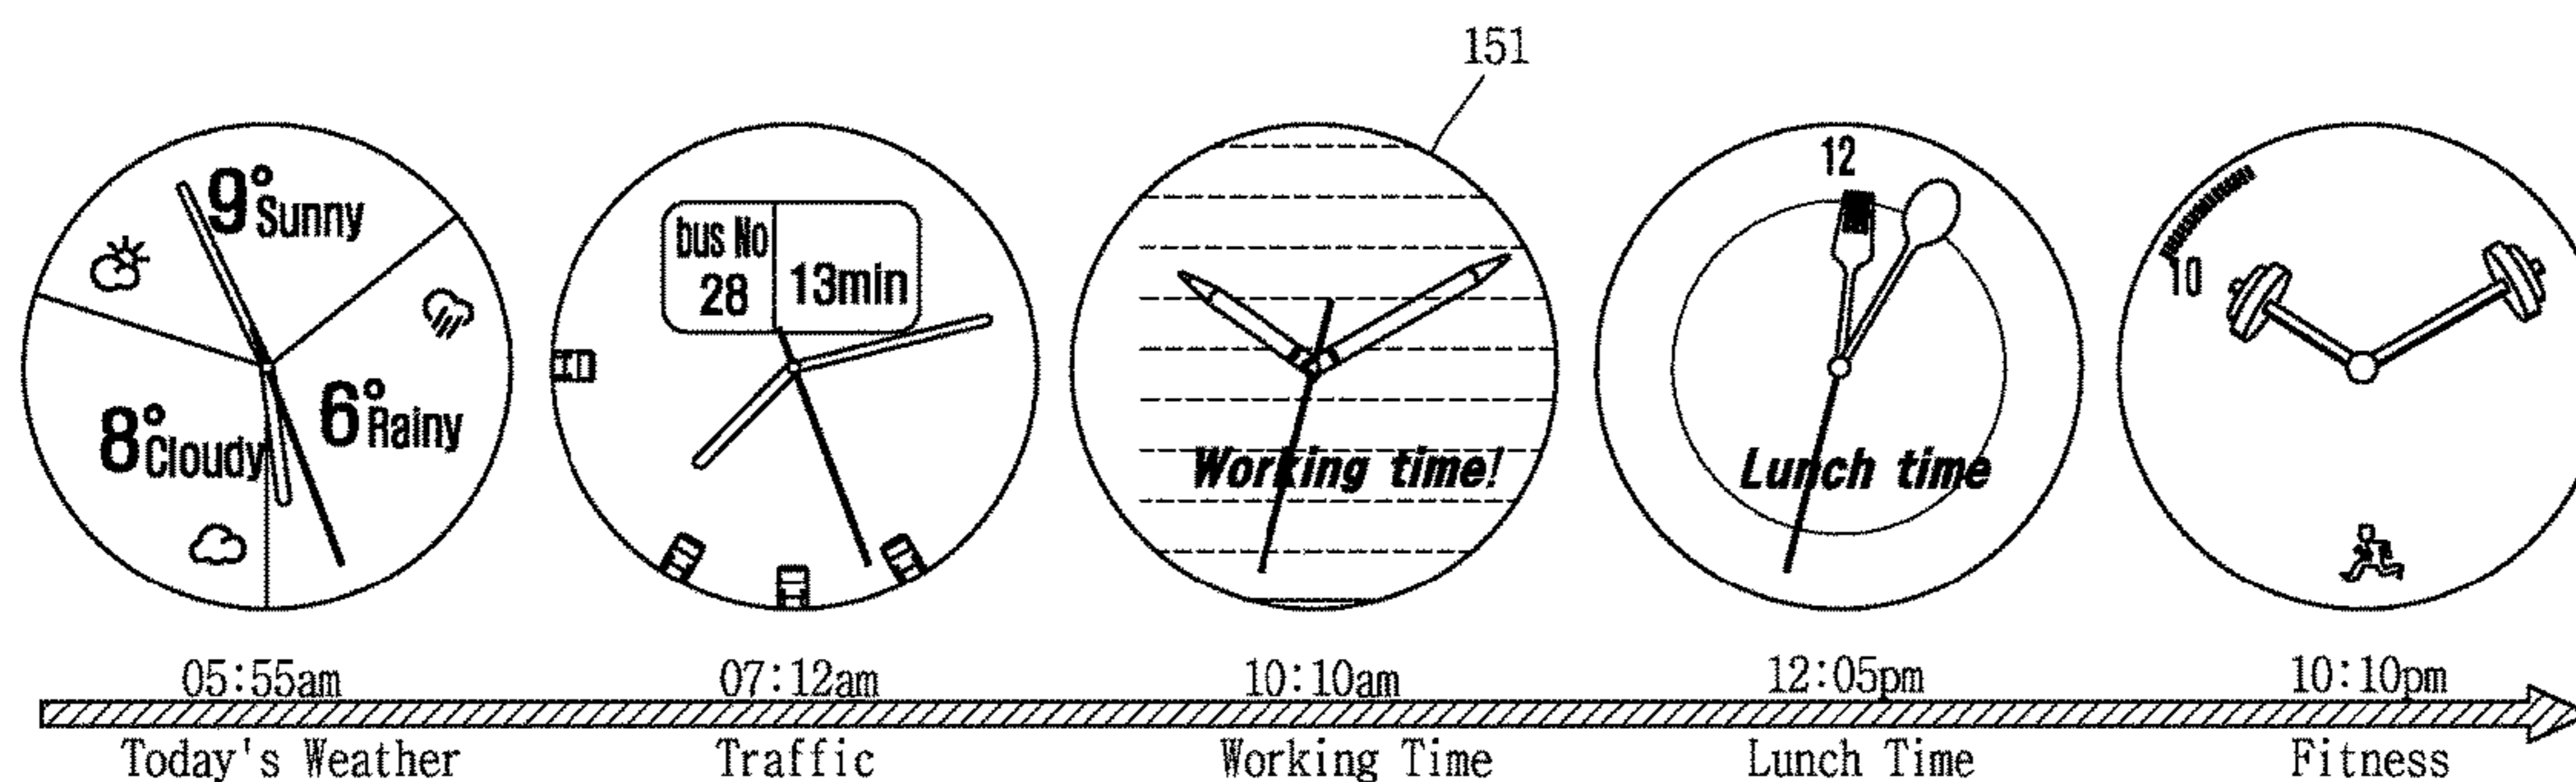 151
9° Sunny
8° Cloudy
6° Rainy
bus No
28
13min
Working time!
12
Lunch time
10
05:55am
07:12am
10:10am
12:05pm
10:10pm
Today's Weather
Traffic
Working Time
Lunch Time
Fitness